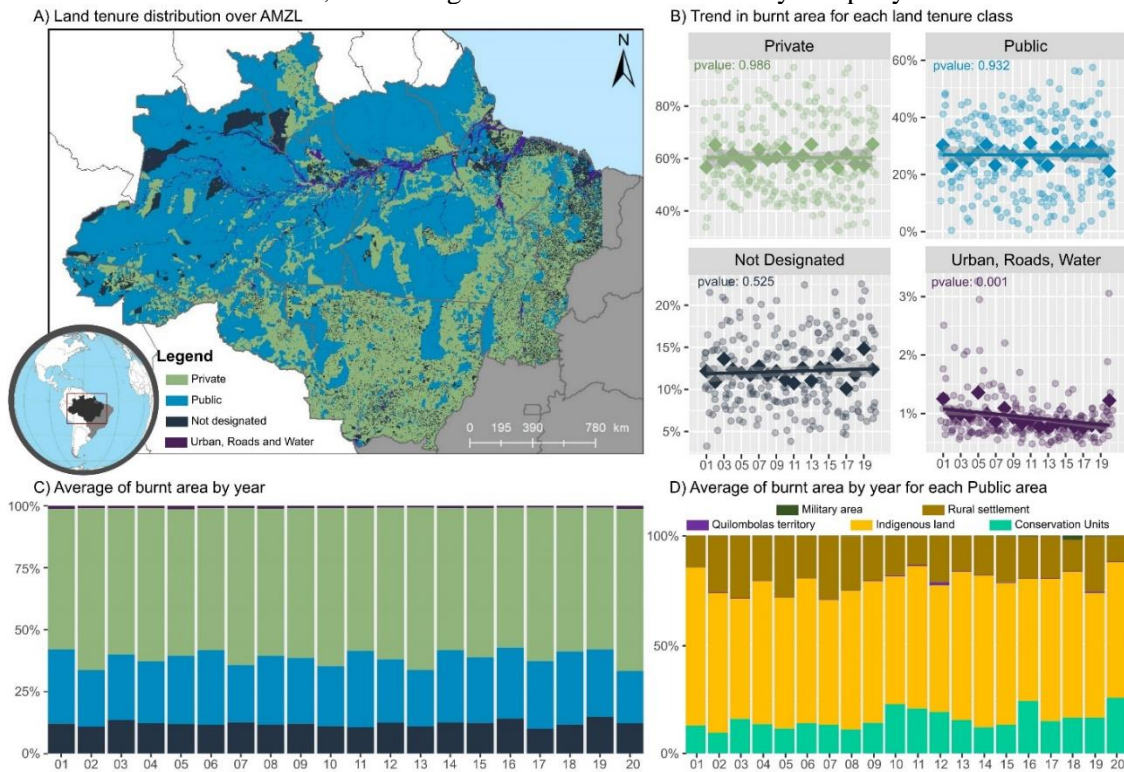 A) Land tenure distribution over AMZL
N
Legend
Private
Public
Not designated
Urban, Roads and Water
0 195 390 780 km
B) Trend in burnt area for each land tenure class
Private
pvalue: 0.986
80%
60%
40%
Public
pvalue: 0.932
60%
40%
20%
0%
Not Designated
pvalue: 0.525
20%
15%
10%
5%
01 03 05 07 09 11 13 15 17 19
Urban, Roads, Water
pvalue: 0.001
3%
2%
1%
01 03 05 07 09 11 13 15 17 19
C) Average of burnt area by year
100%
50%
25%
0%
01 02 03 04 05 06 07 08 09 10 11 12 13 14 15 16 17 18 19 20
D) Average of burnt area by year for each Public area
Military area Rural settlement
Quilombolas territory Indigenous land Conservation Units
100%
50%
0%
01 02 03 04 05 06 07 08 09 10 11 12 13 14 15 16 17 18 19 20